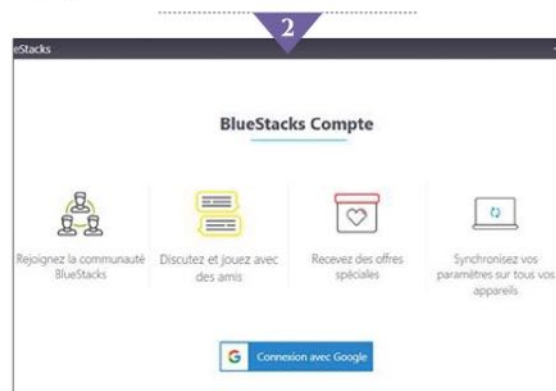 2
eStacks
BlueStacks Compte
Rejoignez la communauté
BlueStacks
Discutez et jouez avec
des amis
Recevez des offres
spéciales
Synchronisez vos
paramètres sur tous vos
appareils
G Connexion avec Google